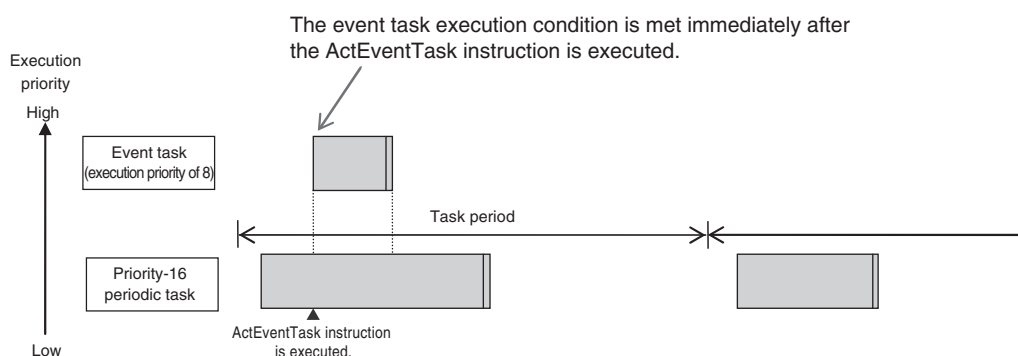 The event task execution condition is met immediately after
the ActEventTask instruction is executed.
Execution
priority
High
Event task
(execution priority of 8)
Task period
Priority-16
periodic task
ActEventTask instruction
is executed.
Low